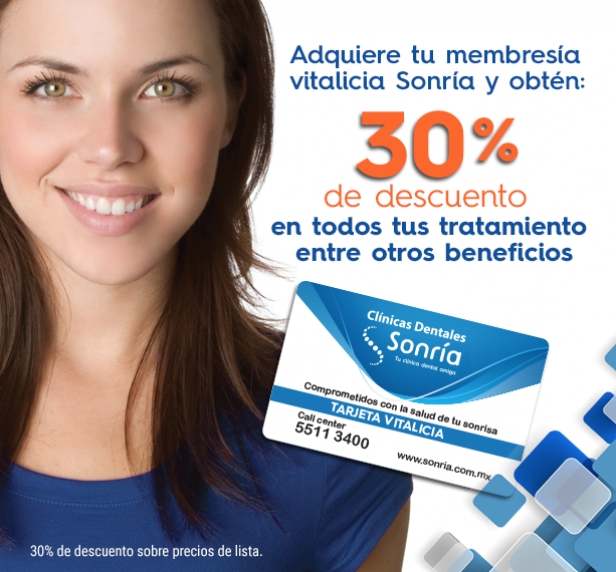 Adquiere tu membresía
vitalicia Sonría y obtén:
30%
de descuento
en todos tus tratamiento
entre otros beneficios
Clínicas Dentales
Sonría
Tu clínica dental amiga
Comprometidos con la salud de tu sonrisa
TARJETA VITALICIA
Call center
5511 3400
www.sonria.com.mx
30% de descuento sobre precios de lista.